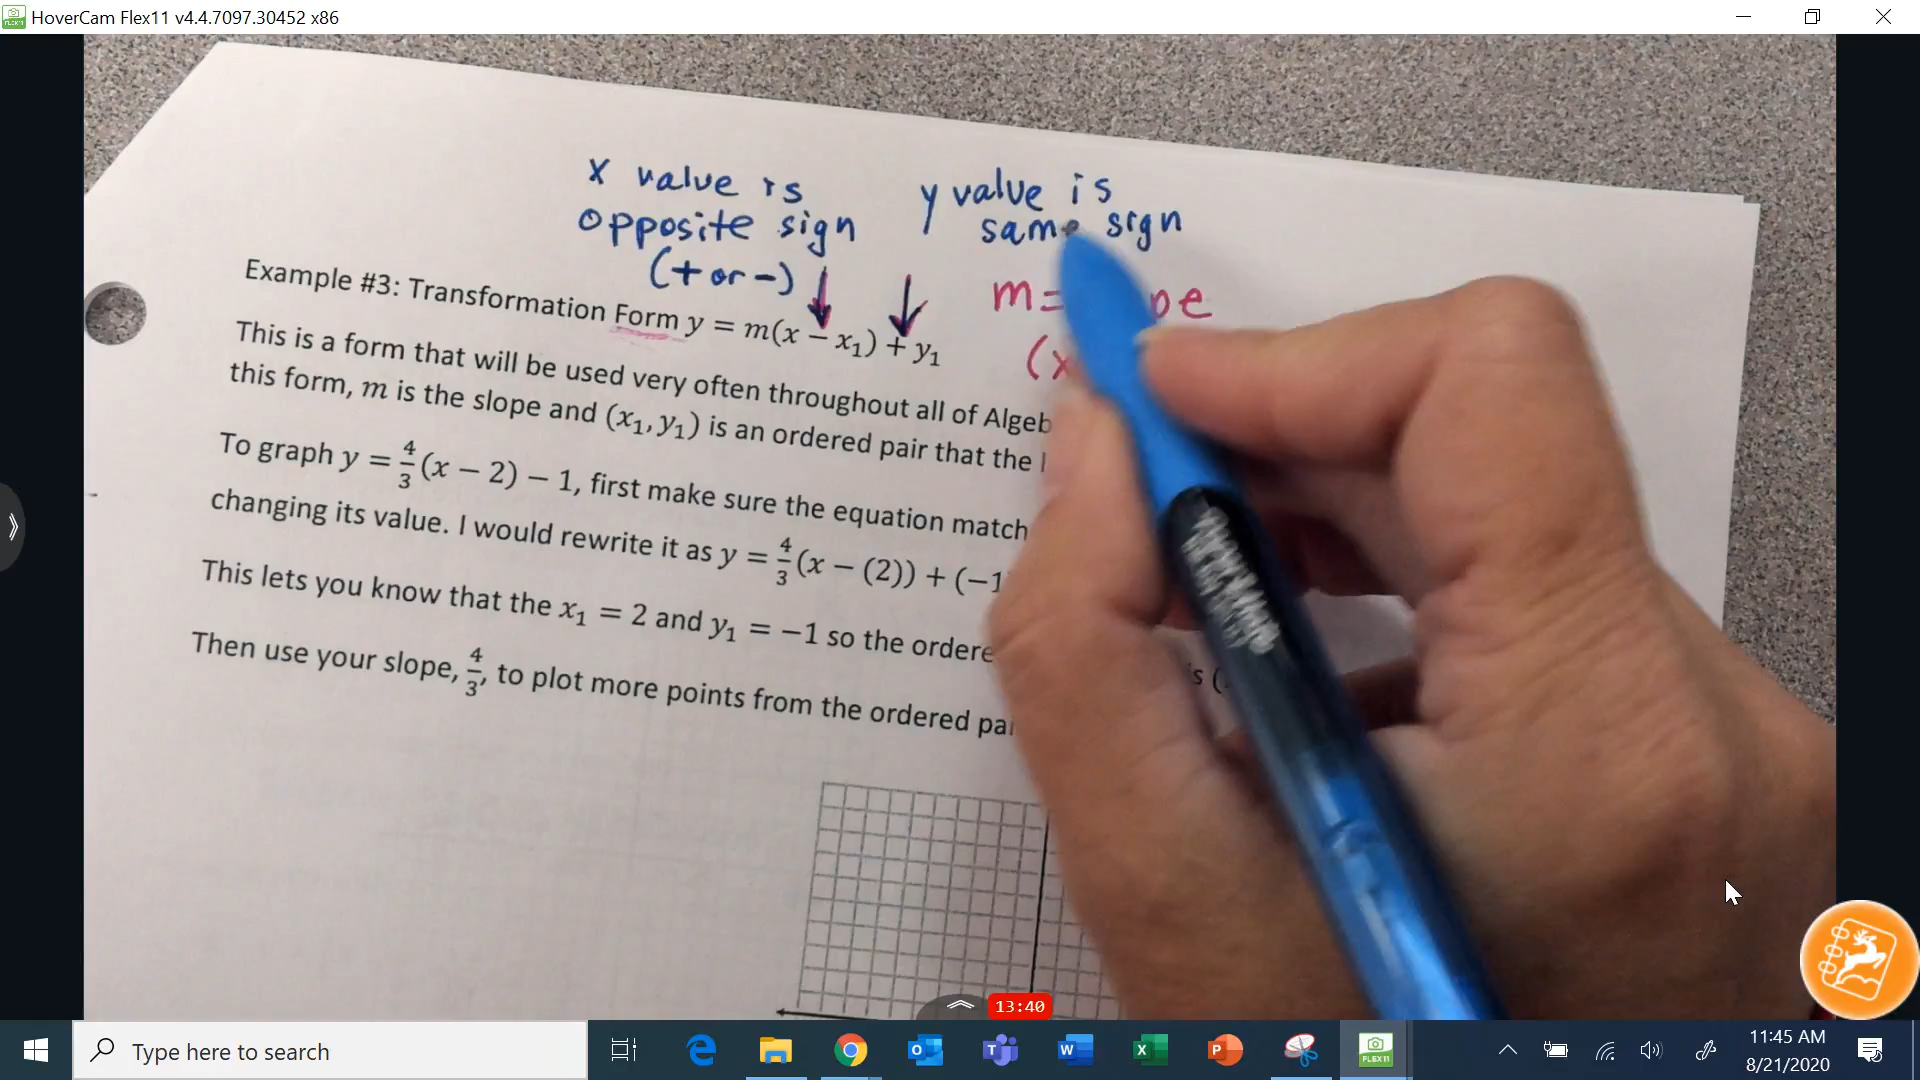 HoverCam Flex11 v4.4.7097.30452 x86
x value is
opposite sign
(+ or -)
y value is
same sign
Example #3: Transformation Form y = m(x − x₁) + y₁
This is a form that will be used very often throughout all of Algeb
this form, m is the slope and (x₁, y₁) is an ordered pair that the
To graph y = 4/3(x − 2) − 1, first make sure the equation match
changing its value. I would rewrite it as y = 4/3(x − (2)) + (−1
This lets you know that the x₁ = 2 and y₁ = −1 so the ordere
Then use your slope, 4/3, to plot more points from the ordered pai
m=
(x
13:40
Type here to search
11:45 AM
8/21/2020
FLEX11